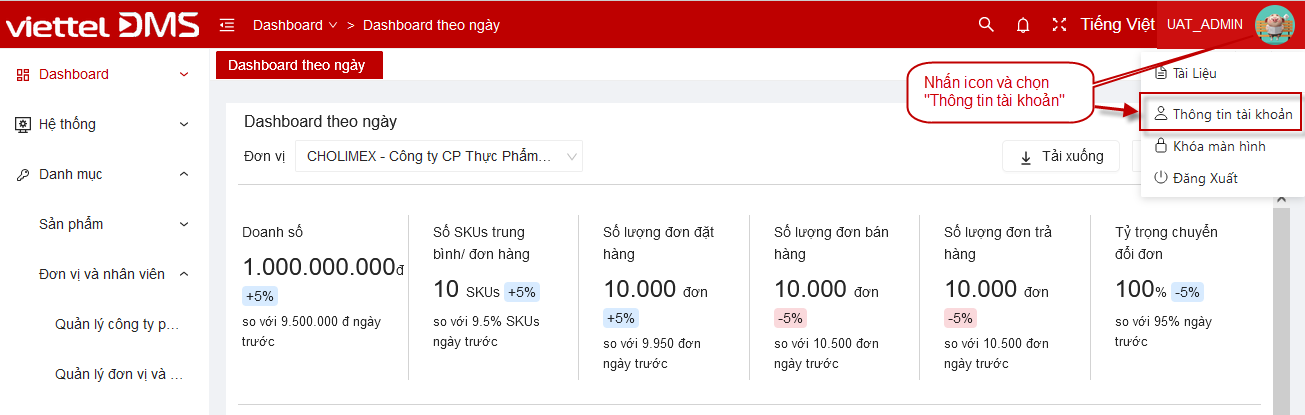 viettel DMS
Dashboard > Dashboard theo ngày
Tiếng Việt
UAT_ADMIN
Dashboard
Hệ thống
Danh mục
Sản phẩm
Đơn vị và nhân viên
Quản lý công ty p...
Quản lý đơn vị và ...
Dashboard theo ngày
Nhấn icon và chọn
"Thông tin tài khoản"
Tài Liệu
Thông tin tài khoản
Khóa màn hình
Đăng Xuất
Dashboard theo ngày
Đơn vị
CHOLIMEX - Công ty CP Thực Phẩm...
Tải xuống
Doanh số
1.000.000.000đ
+5%
so với 9.500.000 đ ngày
trước
Số SKUs trung
bình/ đơn hàng
10 SKUs +5%
so với 9.5% SKUs
ngày trước
Số lượng đơn đặt
hàng
10.000 đơn
+5%
so với 9.950 đơn
ngày trước
Số lượng đơn bán
hàng
10.000 đơn
-5%
so với 10.500 đơn
ngày trước
Số lượng đơn trả
hàng
10.000 đơn
-5%
so với 10.500 đơn
ngày trước
Tỷ trọng chuyển
đổi đơn
100% -5%
so với 95% ngày
trước